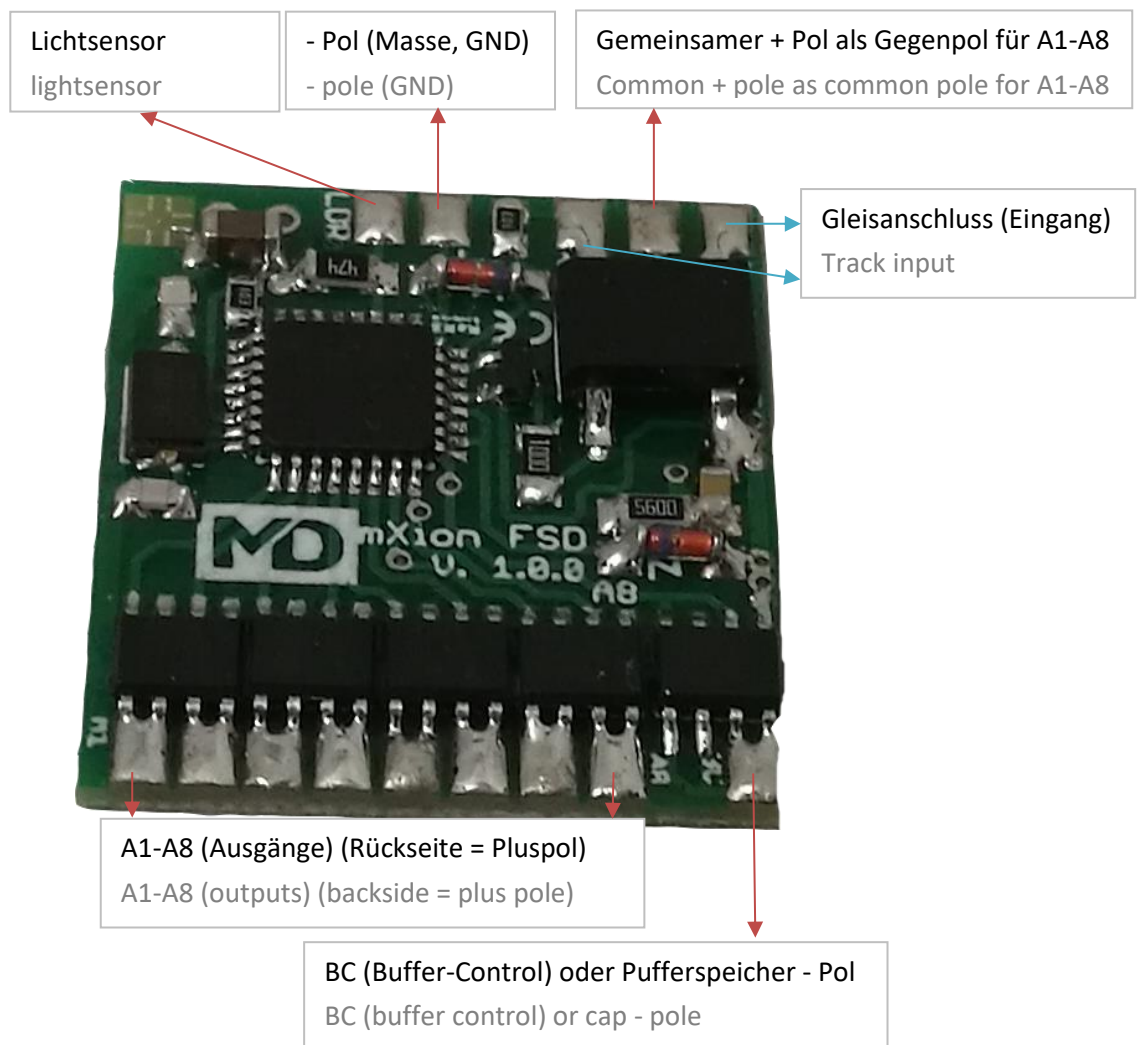 Lichtsensor
lightsensor
- Pol (Masse, GND)
- pole (GND)
Gemeinsamer + Pol als Gegenpol für A1-A8
Common + pole as common pole for A1-A8
Gleisanschluss (Eingang)
Track input
LDR
474
100
5600
MD
mXion FSD
V. 1.0.0
A8
A1-A8 (Ausgänge) (Rückseite = Pluspol)
A1-A8 (outputs) (backside = plus pole)
BC (Buffer-Control) oder Pufferspeicher - Pol
BC (buffer control) or cap - pole